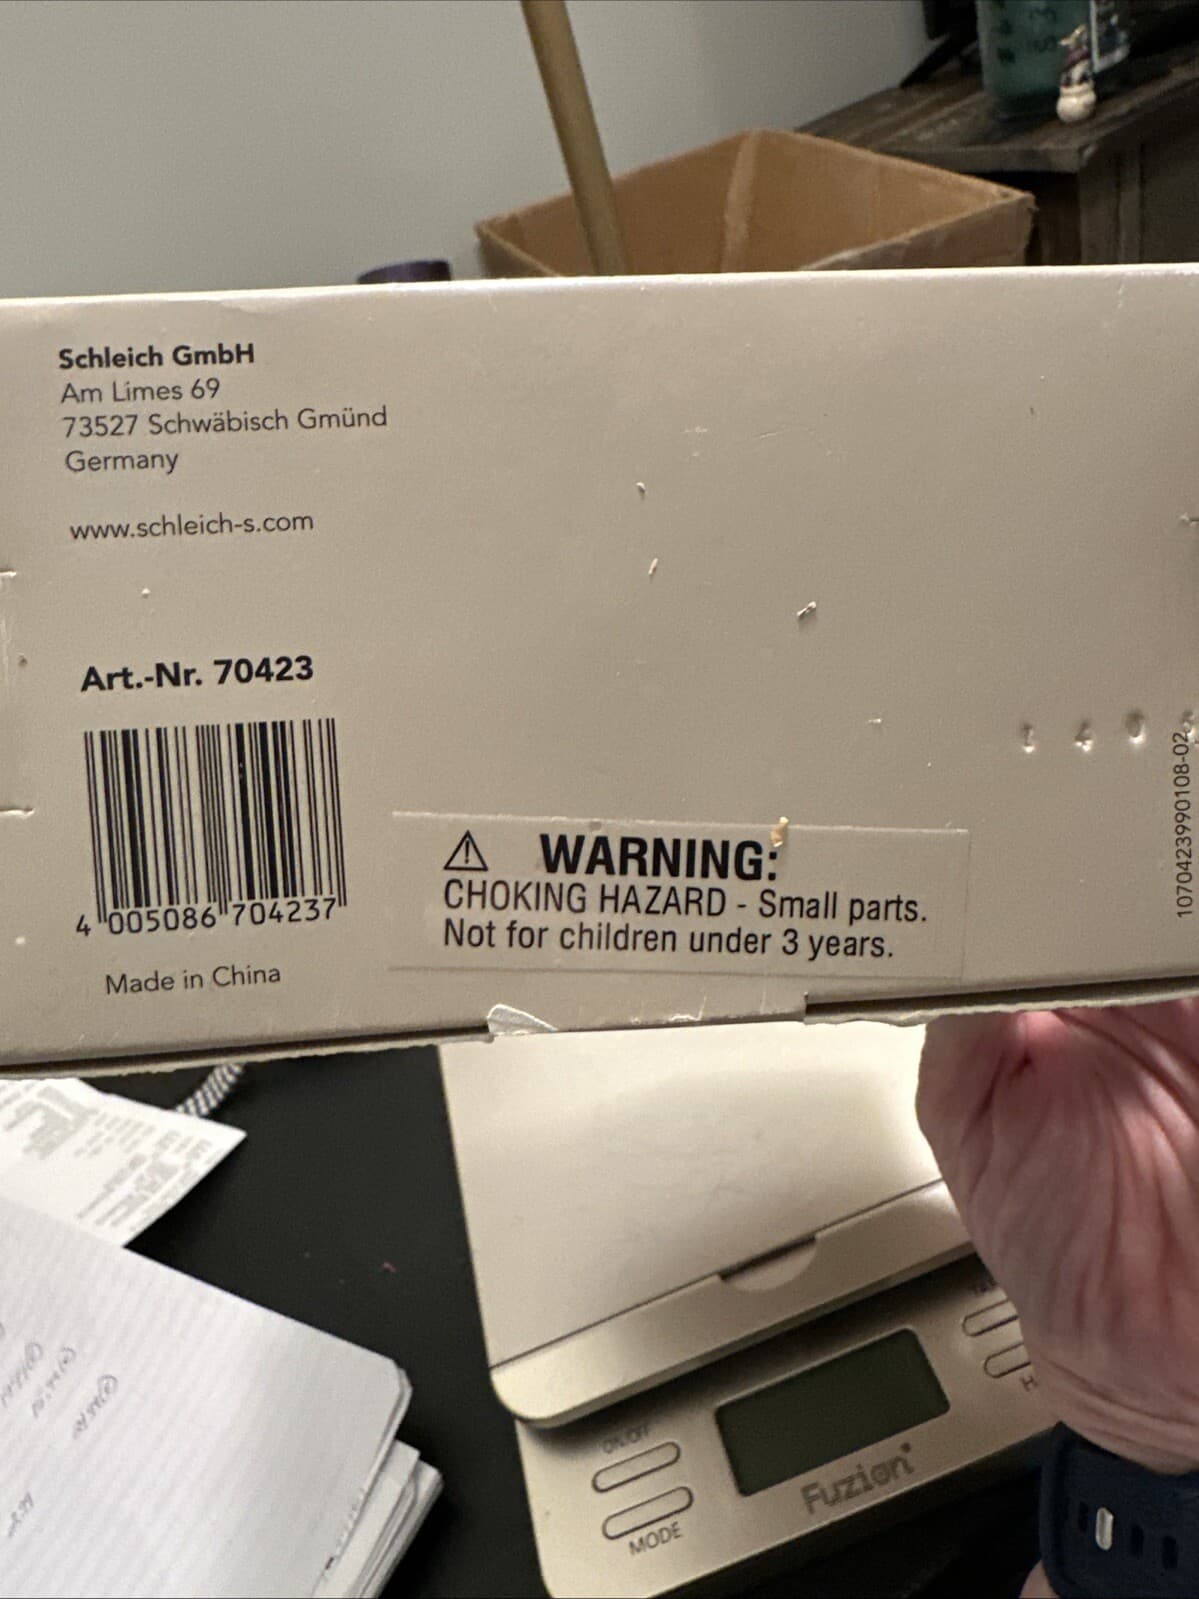 Schleich GmbH
Am Limes 69
73527 Schwäbisch Gmünd
Germany
www.schleich-s.com
Art.-Nr. 70423
4 005086 704237
Made in China
⚠ WARNING:
CHOKING HAZARD - Small parts.
Not for children under 3 years.
1070423990108-02
ON/OFF
MODE
Fuzion